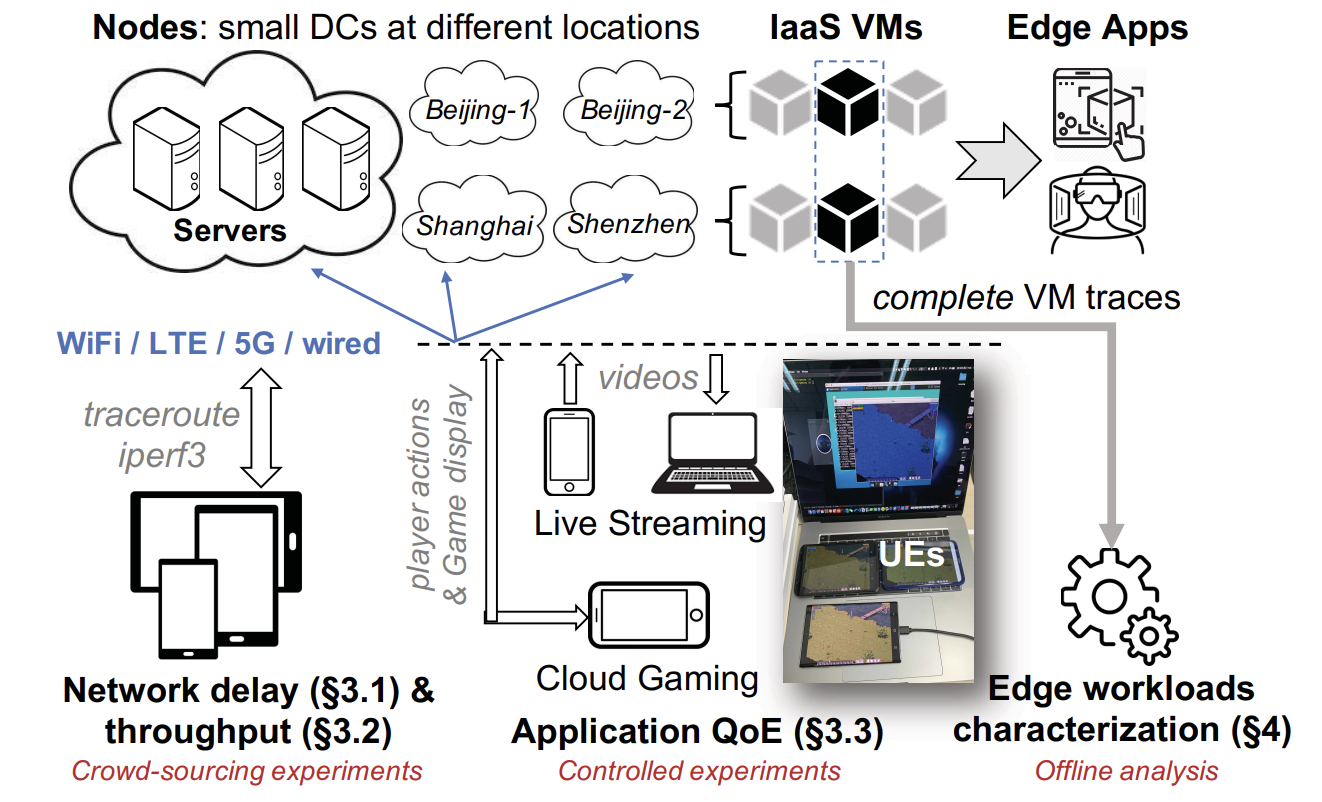 Nodes: small DCs at different locations
IaaS VMs
Edge Apps
Beijing-1
Beijing-2
Servers
Shanghai
Shenzhen
complete VM traces
WiFi / LTE / 5G / wired
traceroute
iperf3
player actions
& Game display
videos
Live Streaming
UEs
Cloud Gaming
Network delay (§3.1) &
throughput (§3.2)
Crowd-sourcing experiments
Application QoE (§3.3)
Controlled experiments
Edge workloads
characterization (§4)
Offline analysis